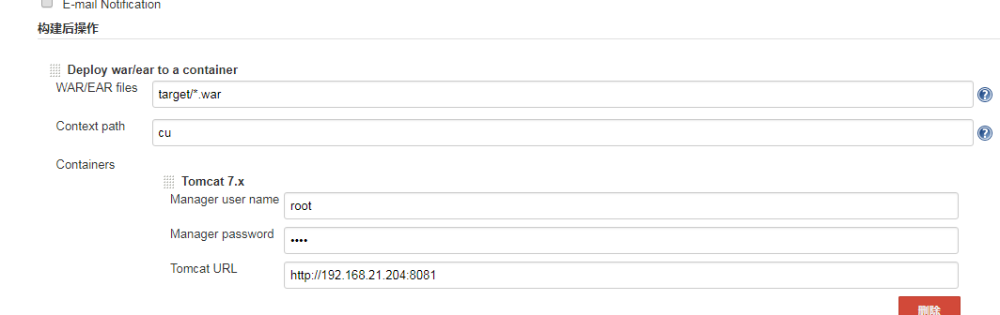 E-mail Notification
构建后操作
Deploy war/ear to a container
WAR/EAR files
target/*.war
Context path
cu
Containers
Tomcat 7.x
Manager user name
root
Manager password
••••
Tomcat URL
http://192.168.21.204:8081
删除